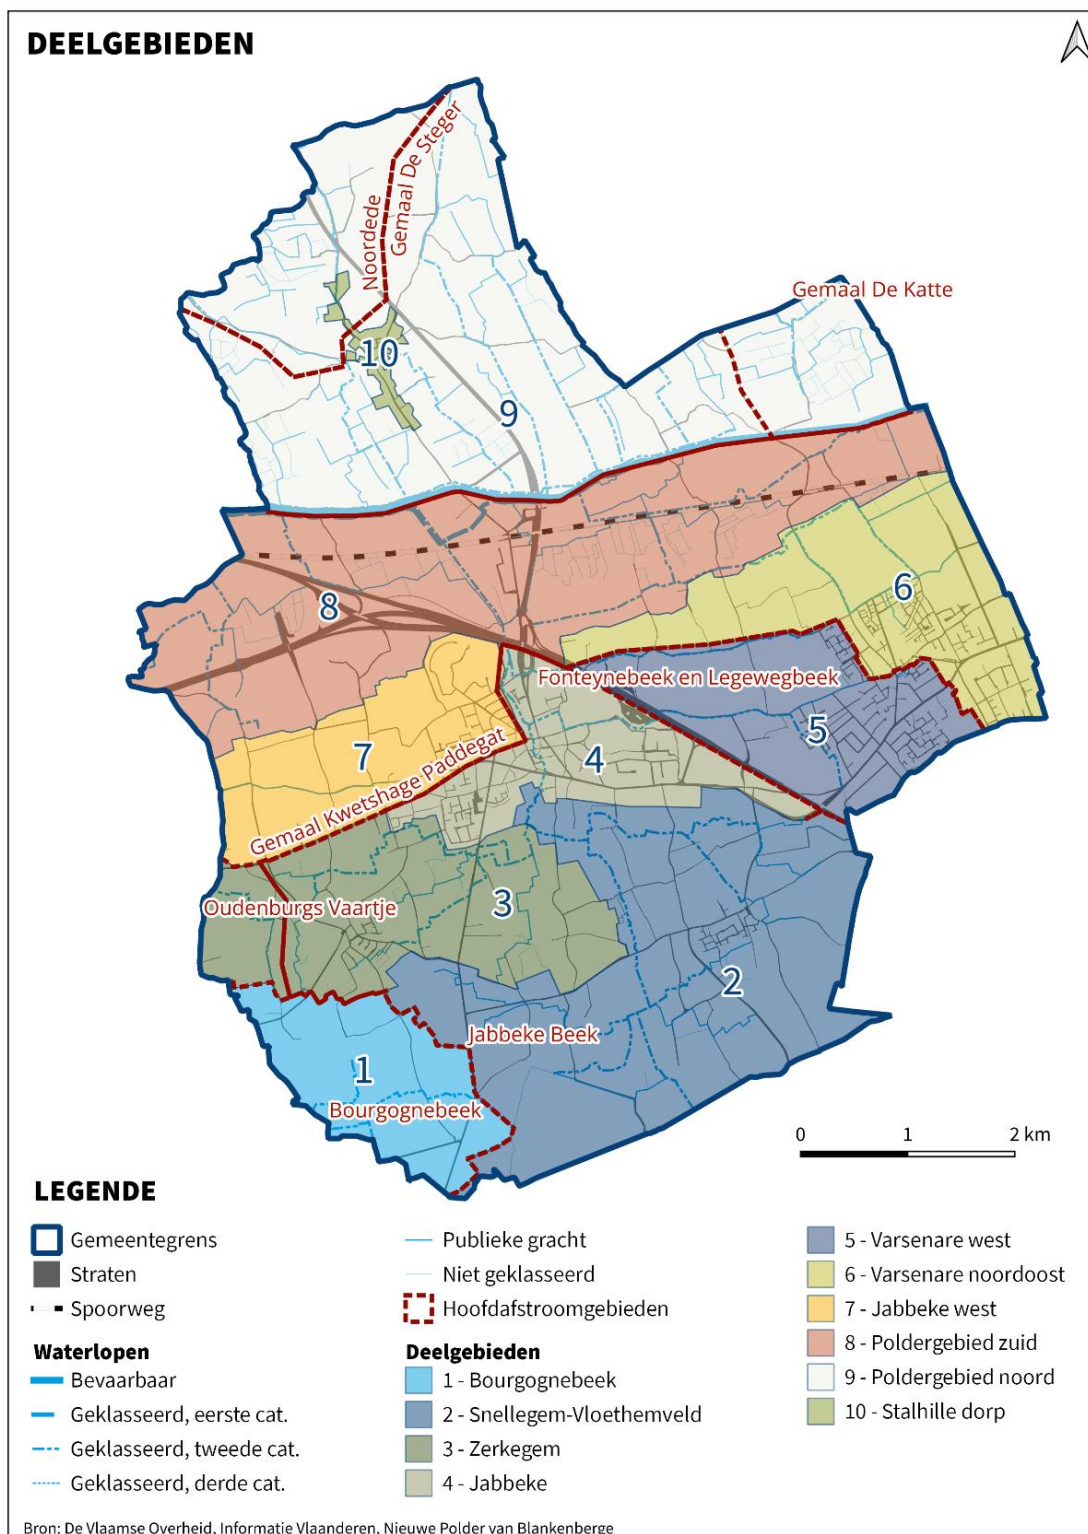 DEELGEBIEDEN
Gemaal De Steger
Noordede
Gemaal De Katte
10
9
8
6
Fonteynebeek en Legewegbeek
5
7
4
Gemaal Kwetshage Paddegat
3
Oudenburgs Vaartje
2
Jabbeke Beek
1
Bourgognebeek
0 1 2 km
LEGENDE
Gemeentegrens
Straten
Spoorweg
Waterlopen
Bevaarbaar
Geklasseerd, eerste cat.
Geklasseerd, tweede cat.
Geklasseerd, derde cat.
Publieke gracht
Niet geklasseerd
Hoofdafstroomgebieden
Deelgebieden
1 - Bourgognebeek
2 - Snellegem-Vloethemveld
3 - Zerkegem
4 - Jabbeke
5 - Varsenare west
6 - Varsenare noordoost
7 - Jabbeke west
8 - Poldergebied zuid
9 - Poldergebied noord
10 - Stalhille dorp
Bron: De Vlaamse Overheid, Informatie Vlaanderen, Nieuwe Polder van Blankenberge